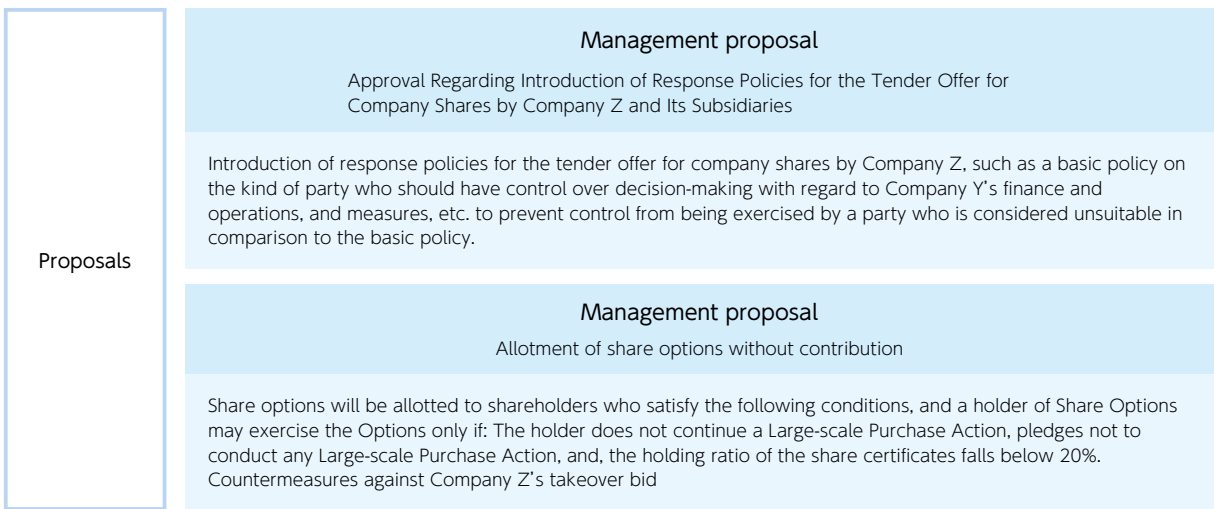 Management proposal
Approval Regarding Introduction of Response Policies for the Tender Offer for
Company Shares by Company Z and Its Subsidiaries
Introduction of response policies for the tender offer for company shares by Company Z, such as a basic policy on
the kind of party who should have control over decision-making with regard to Company Y's finance and
operations, and measures, etc. to prevent control from being exercised by a party who is considered unsuitable in
comparison to the basic policy.
Proposals
Management proposal
Allotment of share options without contribution
Share options will be allotted to shareholders who satisfy the following conditions, and a holder of Share Options
may exercise the Options only if: The holder does not continue a Large-scale Purchase Action, pledges not to
conduct any Large-scale Purchase Action, and, the holding ratio of the share certificates falls below 20%.
Countermeasures against Company Z's takeover bid